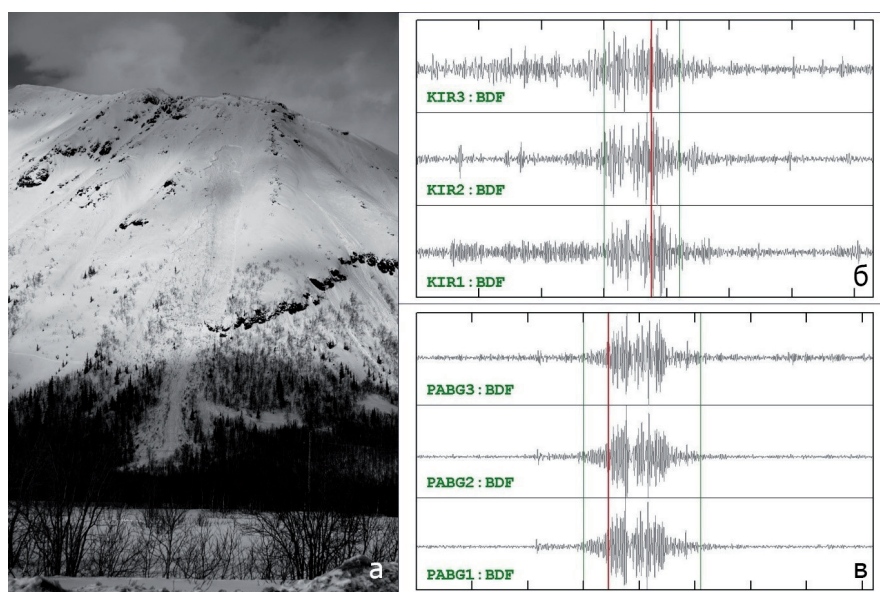 а
KIR3:BDF
KIR2:BDF
KIR1:BDF
б
PABG3:BDF
PABG2:BDF
PABG1:BDF
в